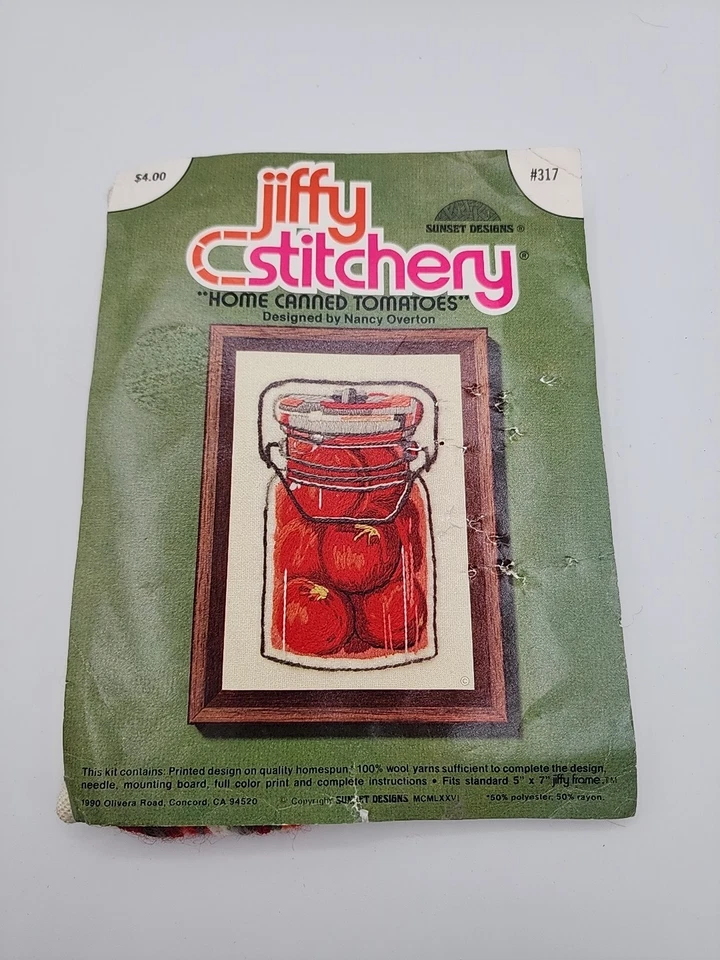 $4.00
#317
jiffy
stitchery®
SUNSET DESIGNS®
"HOME CANNED TOMATOES"
Designed by Nancy Overton
©
This kit contains: Printed design on quality homespun,* 100% wool yarns sufficient to complete the design,
needle, mounting board, full color print and complete instructions • Fits standard 5" x 7" jiffy frame.™
1990 Olivera Road, Concord, CA 94520 © Copyright SUNSET DESIGNS MCMLXXVI *50% polyester, 50% rayon.